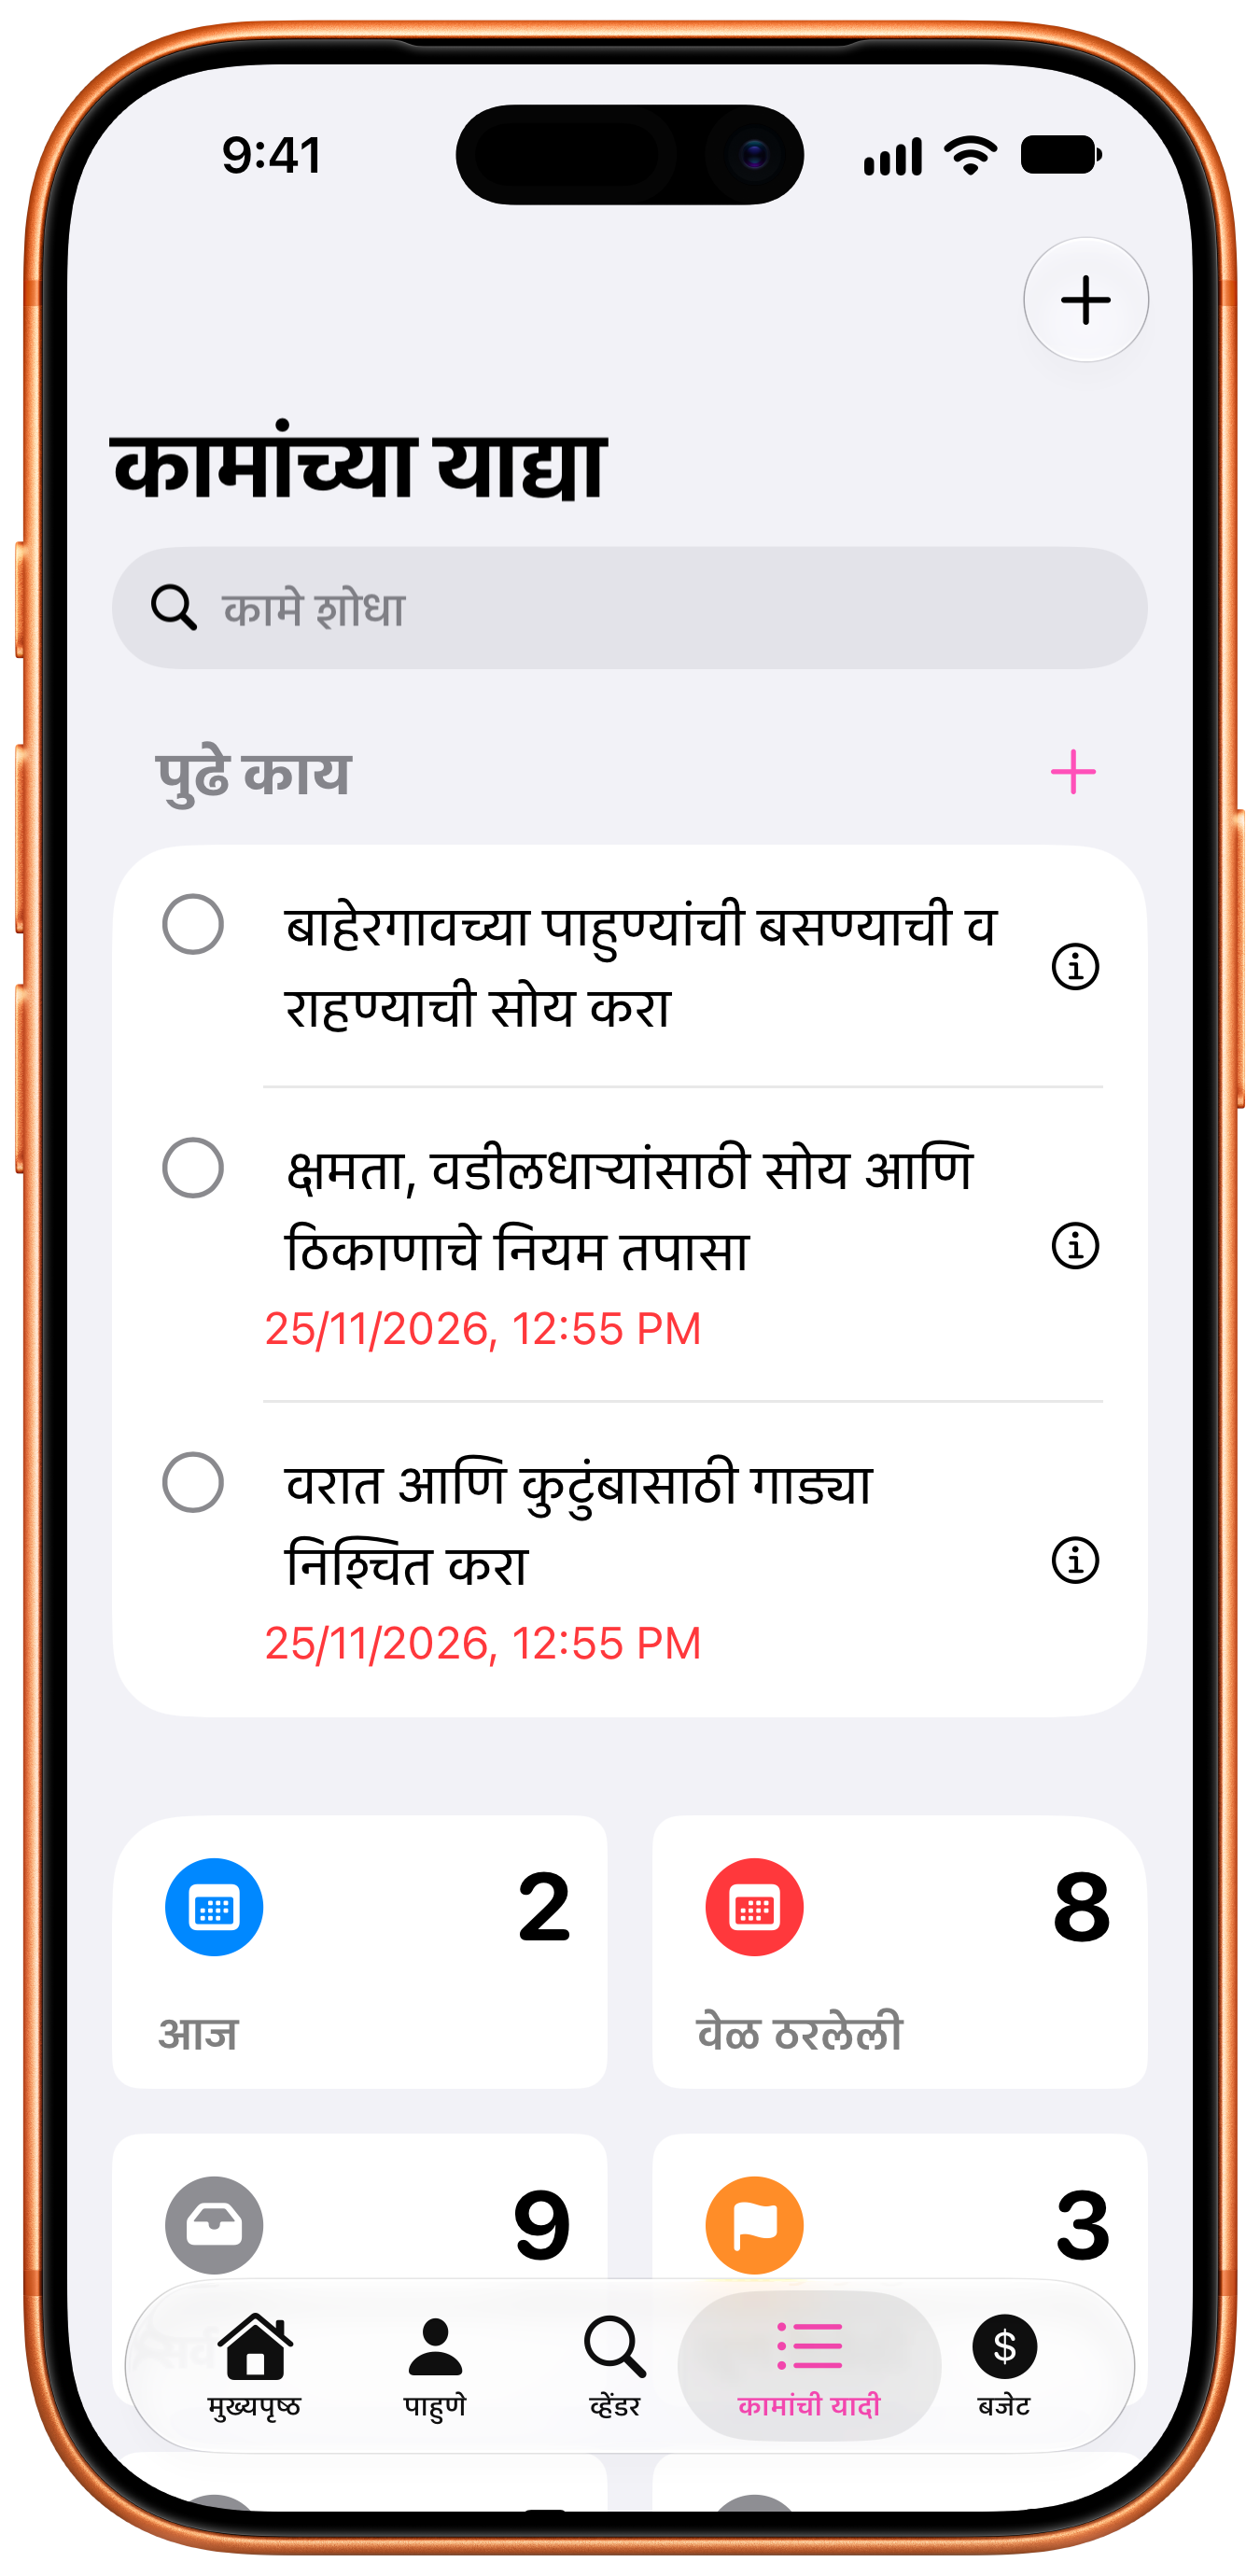 9:41
कामांच्या याद्या
कामे शोधा
पुढे काय
बाहेरगावच्या पाहुण्यांची बसण्याची व
राहण्याची सोय करा
क्षमता, वडीलधाऱ्यांसाठी सोय आणि
ठिकाणाचे नियम तपासा
25/11/2026, 12:55 PM
वरात आणि कुटुंबासाठी गाड्या
निश्चित करा
25/11/2026, 12:55 PM
2
8
आज
वेळ ठरलेली
9
3
सर्व
मुख्यपृष्ठ
पाहुणे
व्हेंडर
कामांची यादी
बजेट